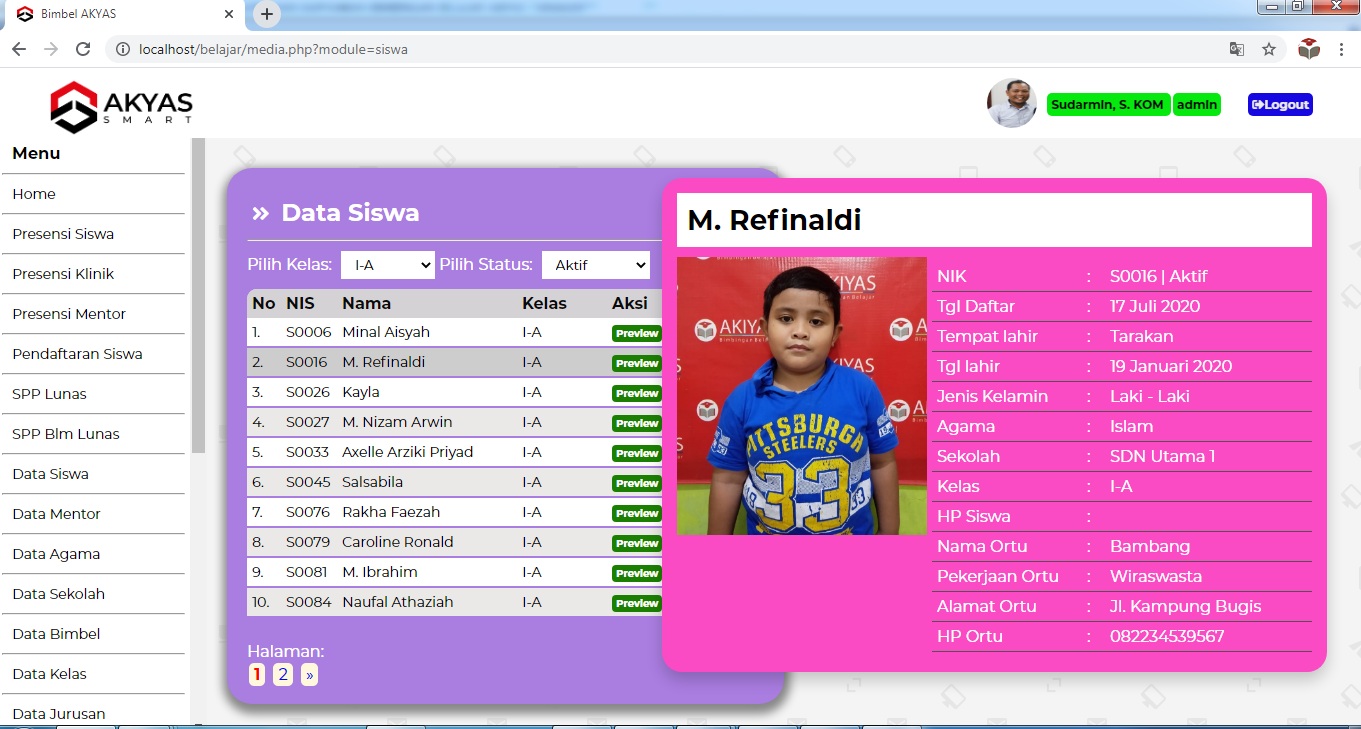 Bimbel AKYAS
localhost/belajar/media.php?module=siswa
AKYAS
SMART
Sudarmin, S. KOM admin Logout
Menu
Home
Presensi Siswa
Presensi Klinik
Presensi Mentor
Pendaftaran Siswa
SPP Lunas
SPP Blm Lunas
Data Siswa
Data Mentor
Data Agama
Data Sekolah
Data Bimbel
Data Kelas
Data Jurusan
» Data Siswa
Pilih Kelas: I-A Pilih Status: Aktif
No NIS Nama Kelas Aksi
1. S0006 Minal Aisyah I-A Preview
2. S0016 M. Refinaldi I-A Preview
3. S0026 Kayla I-A Preview
4. S0027 M. Nizam Arwin I-A Preview
5. S0033 Axelle Arziki Priyad I-A Preview
6. S0045 Salsabila I-A Preview
7. S0076 Rakha Faezah I-A Preview
8. S0079 Caroline Ronald I-A Preview
9. S0081 M. Ibrahim I-A Preview
10. S0084 Naufal Athaziah I-A Preview
Halaman:
1 2 »
M. Refinaldi
NIK : S0016 | Aktif
Tgl Daftar : 17 Juli 2020
Tempat lahir : Tarakan
Tgl lahir : 19 Januari 2020
Jenis Kelamin : Laki - Laki
Agama : Islam
Sekolah : SDN Utama 1
Kelas : I-A
HP Siswa :
Nama Ortu : Bambang
Pekerjaan Ortu : Wiraswasta
Alamat Ortu : Jl. Kampung Bugis
HP Ortu : 082234539567
PITTSBURGH
STEELERS
33